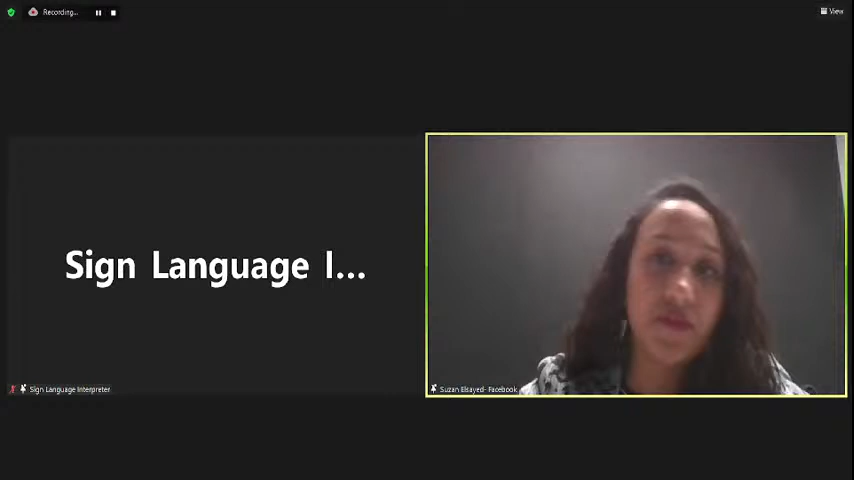 Recording...
View
Sign Language I...
Sign Language Interpreter
Suzan Elsayed- Facebook